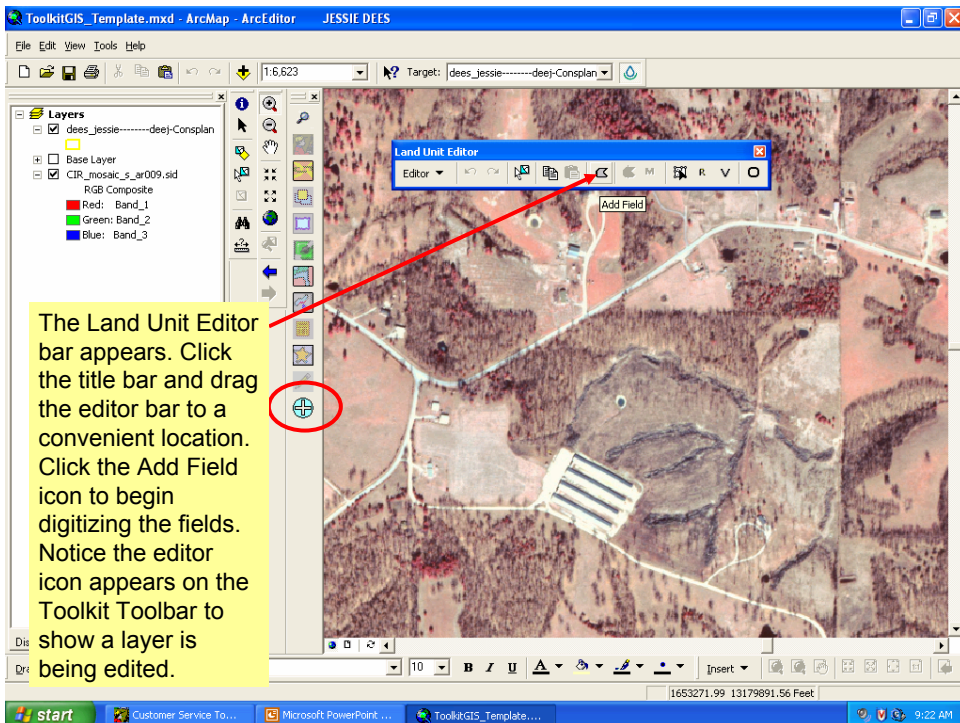 ToolkitGIS_Template.mxd - ArcMap - ArcEditor JESSIE DEES
File Edit View Tools Help
1:6,623 Target: dees_jessie--------deej-Consplan
Layers
dees_jessie--------deej-Consplan
Base Layer
CIR_mosaic_s_ar009.sid
RGB Composite
Red: Band_1
Green: Band_2
Blue: Band_3
Land Unit Editor
Editor M R V O
Add Field
The Land Unit Editor
bar appears. Click
the title bar and drag
the editor bar to a
convenient location.
Click the Add Field
icon to begin
digitizing the fields.
Notice the editor
icon appears on the
Toolkit Toolbar to
show a layer is
being edited.
10 B I U A Insert
1653271.99 13179891.56 Feet
start Customer Service To... Microsoft PowerPoint ... ToolkitGIS_Template.... 9:22 AM